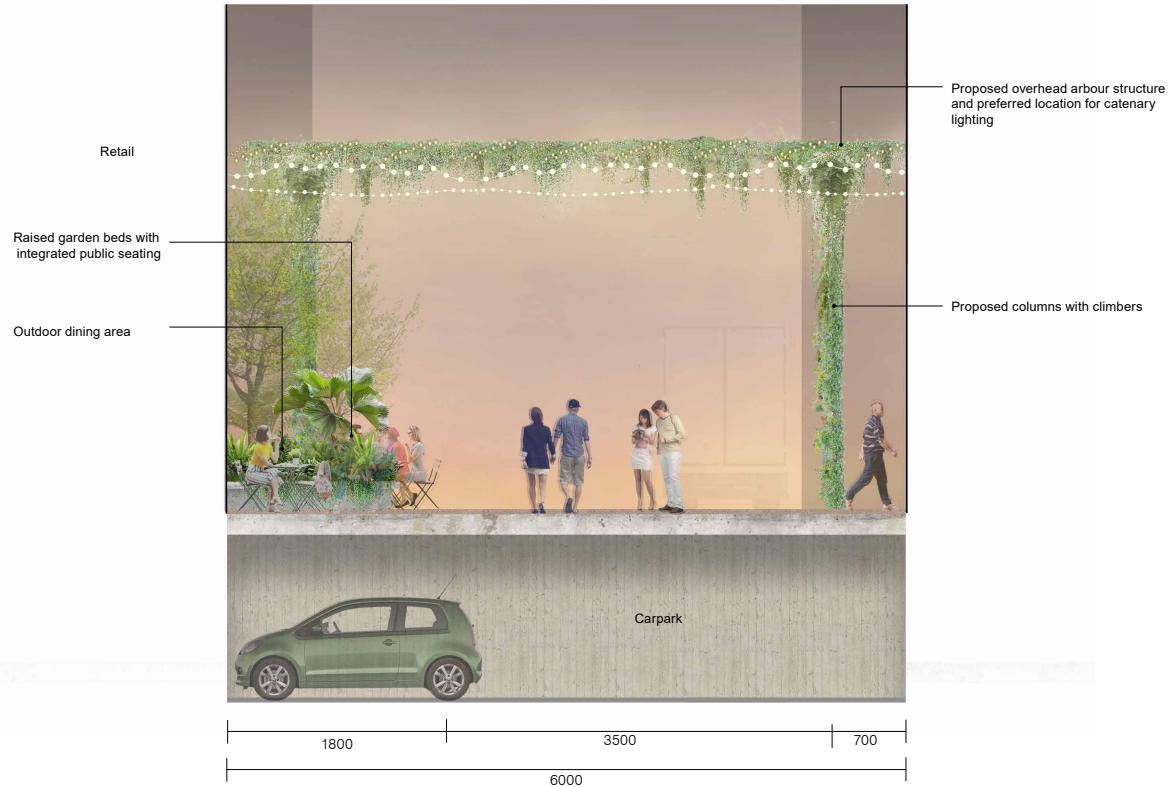 Proposed overhead arbour structure
and preferred location for catenary
lighting
Retail
Raised garden beds with
integrated public seating
Outdoor dining area
Proposed columns with climbers
Carpark
1800
3500
700
6000